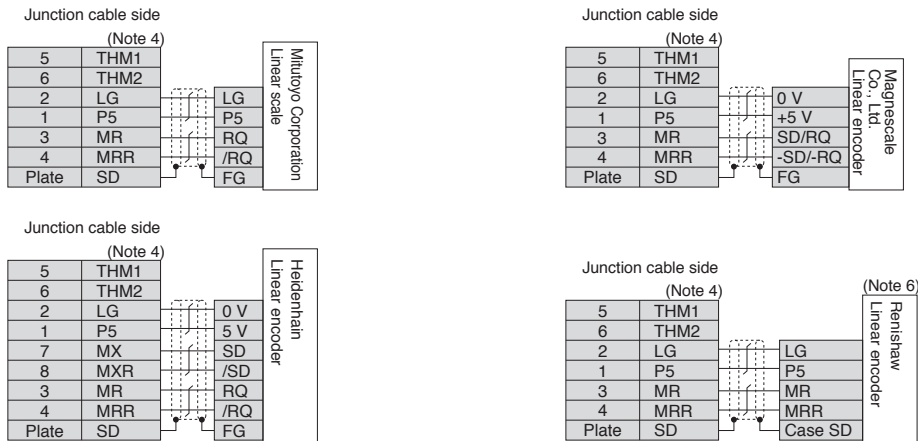 Junction cable side
(Note 4)
5 THM1
6 THM2
2 LG LG
1 P5 P5
3 MR RQ
4 MRR /RQ
Plate SD FG
Mitutoyo Corporation
Linear scale
Junction cable side
(Note 4)
5 THM1
6 THM2
2 LG 0 V
1 P5 +5 V
3 MR SD/RQ
4 MRR -SD/-RQ
Plate SD FG
Magnescale
Co., Ltd.
Linear encoder
Junction cable side
(Note 4)
5 THM1
6 THM2
2 LG 0 V
1 P5 5 V
7 MX SD
8 MXR /SD
3 MR RQ
4 MRR /RQ
Plate SD FG
Heidenhain
Linear encoder
Junction cable side
(Note 4)
(Note 6)
5 THM1
6 THM2
2 LG LG
1 P5 P5
3 MR MR
4 MRR MRR
Plate SD Case SD
Renishaw
Linear encoder